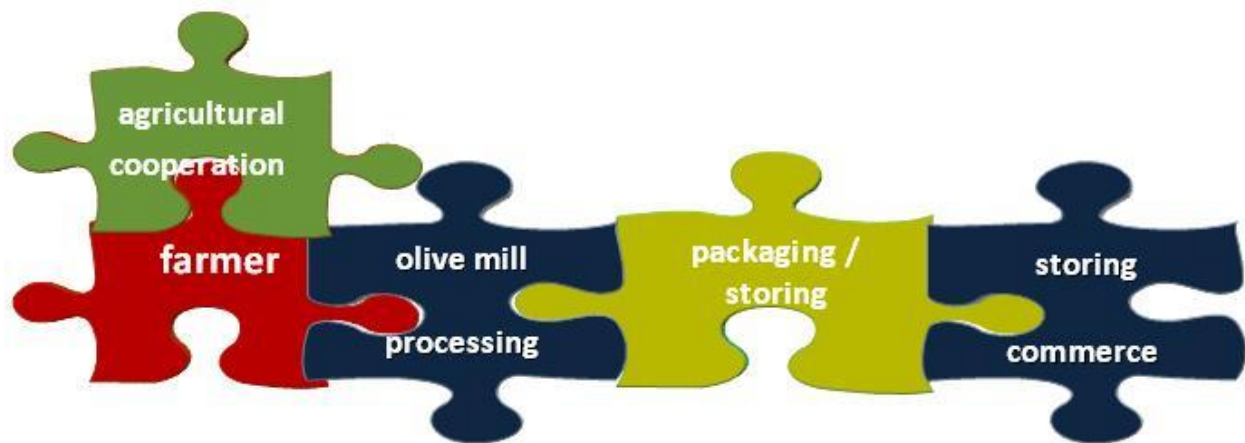 agricultural
cooperation
farmer
olive mill
processing
packaging /
storing
storing
commerce